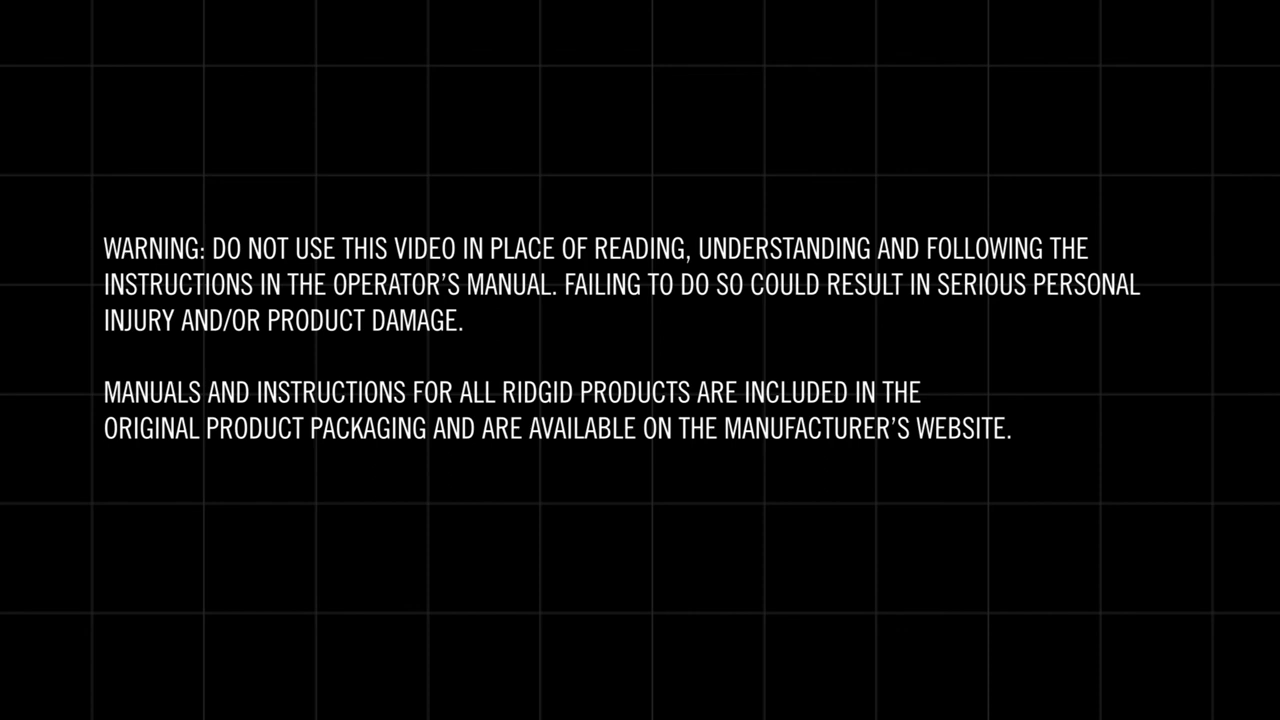 WARNING: DO NOT USE THIS VIDEO IN PLACE OF READING, UNDERSTANDING AND FOLLOWING THE
INSTRUCTIONS IN THE OPERATOR’S MANUAL. FAILING TO DO SO COULD RESULT IN SERIOUS PERSONAL
INJURY AND/OR PRODUCT DAMAGE.
MANUALS AND INSTRUCTIONS FOR ALL RIDGID PRODUCTS ARE INCLUDED IN THE
ORIGINAL PRODUCT PACKAGING AND ARE AVAILABLE ON THE MANUFACTURER’S WEBSITE.